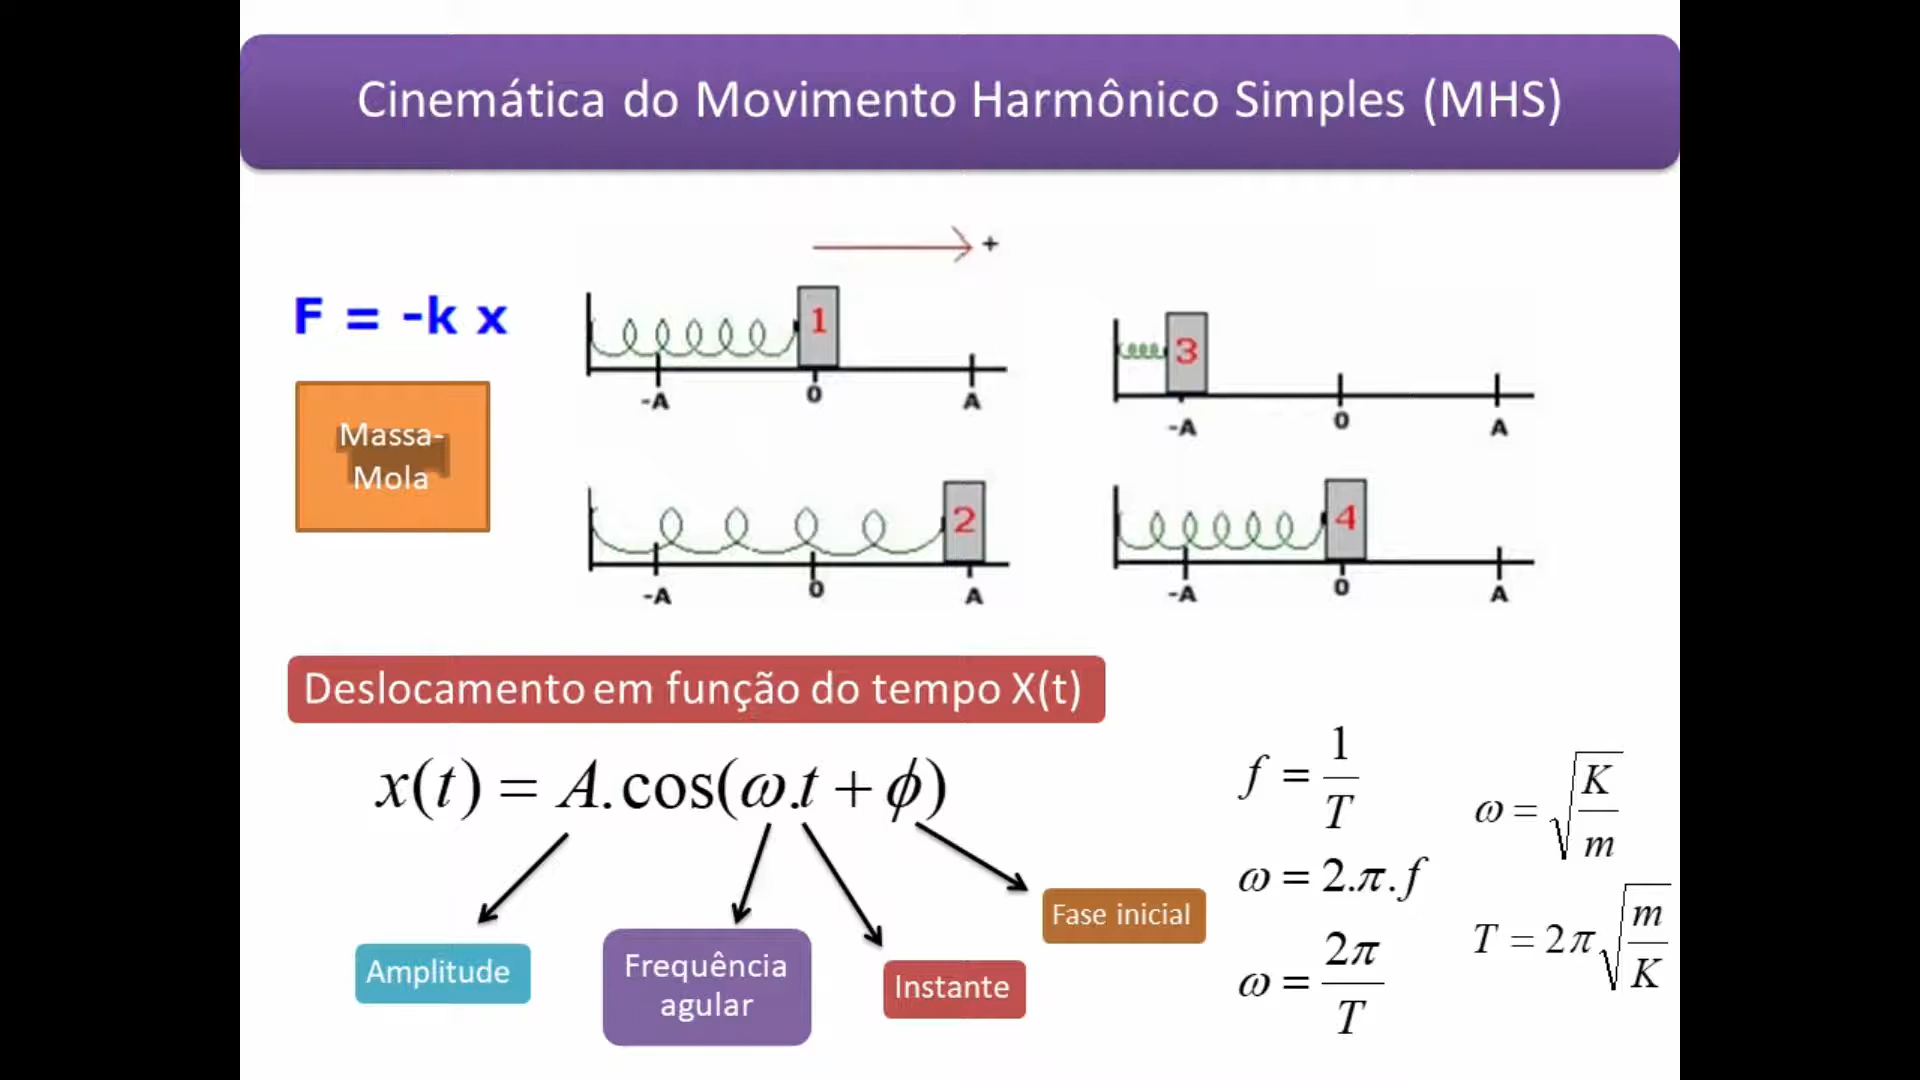 Cinemática do Movimento Harmônico Simples (MHS)
+
F = -k x
Massa-
Mola
1
-A 0 A
2
-A 0 A
3
-A 0 A
4
-A 0 A
Deslocamento em função do tempo X(t)
x(t) = A.cos(ω.t + ϕ)
Amplitude
Frequência
agular
Instante
Fase inicial
f = 1/T
ω = 2.π.f
ω = 2π/T
ω = √(K/m)
T = 2π√(m/K)